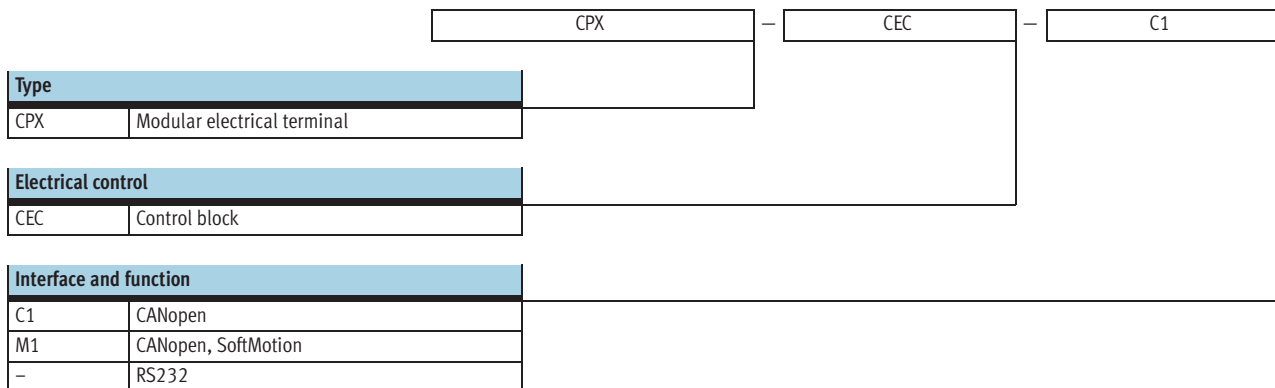 CPX – CEC – C1
Type
CPX Modular electrical terminal
Electrical control
CEC Control block
Interface and function
C1 CANopen
M1 CANopen, SoftMotion
– RS232